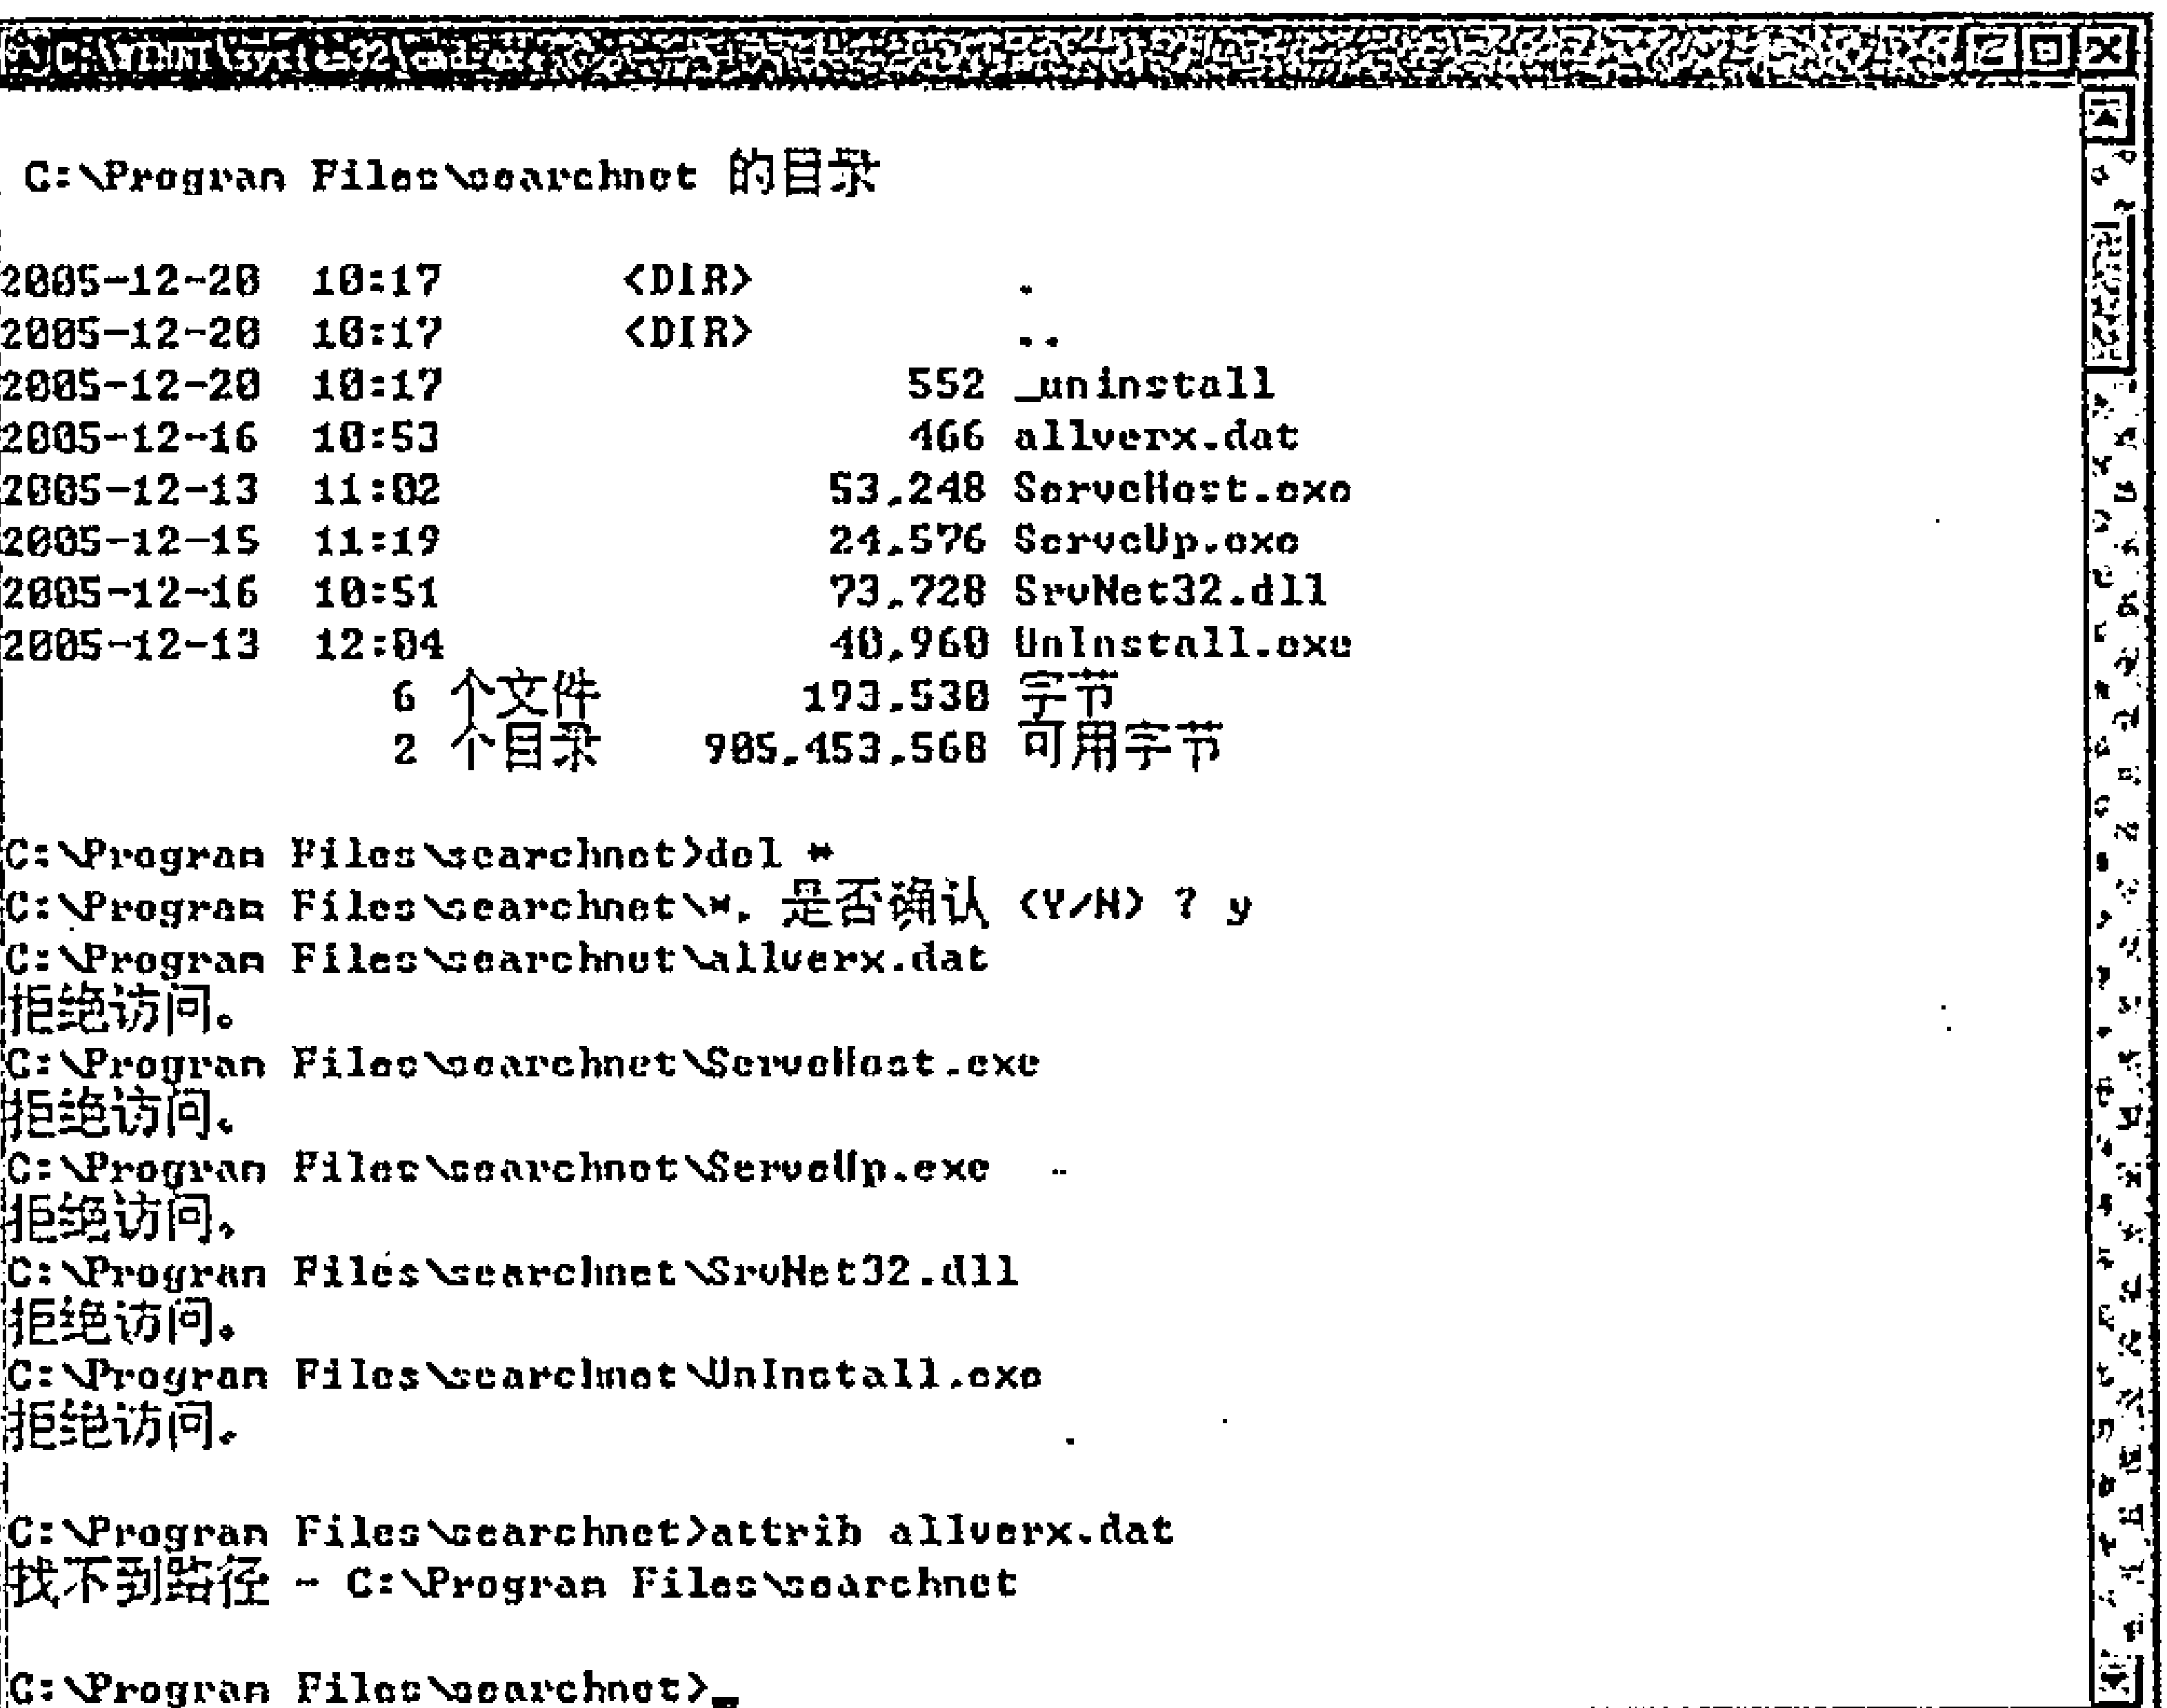 C:\WINNT\system32\cmd.exe
C:\Program Files\searchnet 的目录
2005-12-20 10:17 <DIR> .
2005-12-20 10:17 <DIR> ..
2005-12-20 10:17 552 _uninstall
2005-12-16 10:53 466 allverx.dat
2005-12-13 11:02 53,248 ServeHost.exe
2005-12-15 11:19 24,576 ServeUp.exe
2005-12-16 10:51 73,728 SrvNet32.dll
2005-12-13 12:04 40,960 UnInstall.exe
6 个文件 193,530 字节
2 个目录 905,453,568 可用字节
C:\Program Files\searchnet>del *
C:\Program Files\searchnet\*, 是否确认 (Y/N) ? y
C:\Program Files\searchnet\allverx.dat
拒绝访问。
C:\Program Files\searchnet\ServeHost.exe
拒绝访问。
C:\Program Files\searchnet\ServeUp.exe
拒绝访问。
C:\Program Files\searchnet\SrvNet32.dll
拒绝访问。
C:\Program Files\searchnet\UnInstall.exe
拒绝访问。
C:\Program Files\searchnet>attrib allverx.dat
找不到路径 - C:\Program Files\searchnet
C:\Program Files\searchnet>_